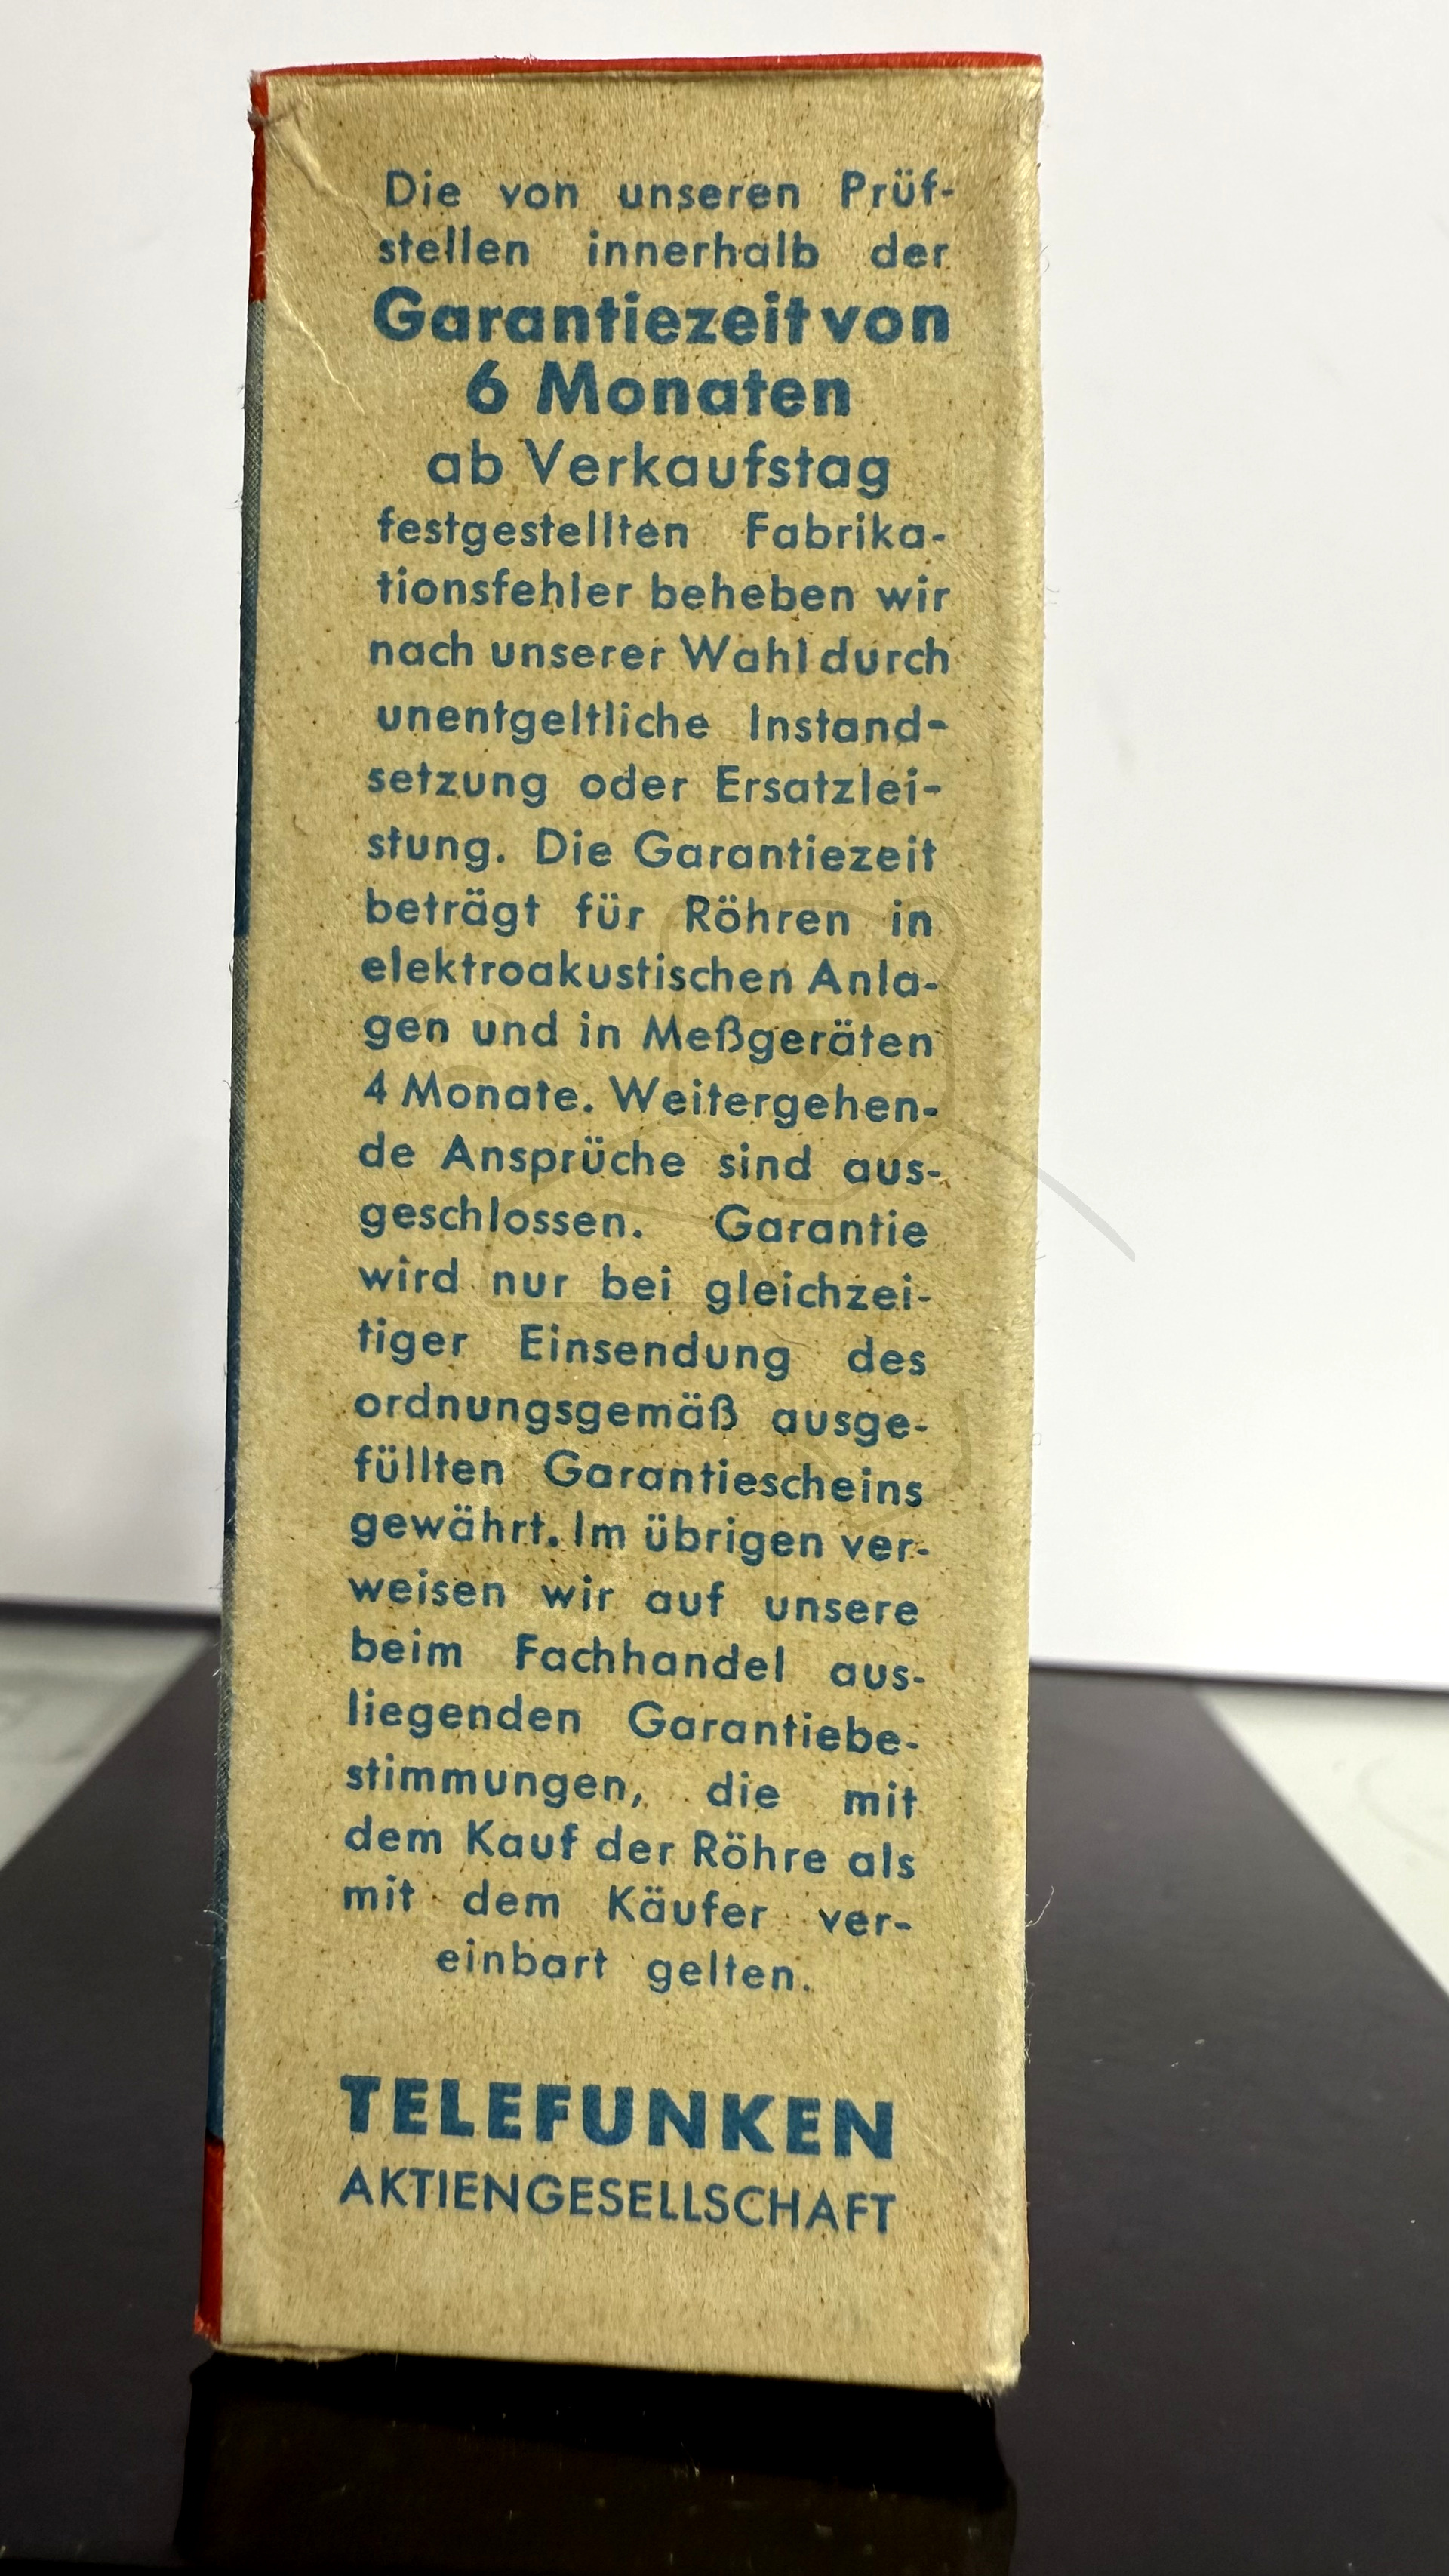 Die von unseren Prüf-
stellen innerhalb der
Garantiezeit von
6 Monaten
ab Verkaufstag
festgestellten Fabrika-
tionsfehler beheben wir
nach unserer Wahl durch
unentgeltliche Instand-
setzung oder Ersatzlei-
stung. Die Garantiezeit
beträgt für Röhren in
elektroakustischen Anla-
gen und in Meßgeräten
4 Monate. Weitergehen-
de Ansprüche sind aus-
geschlossen. Garantie
wird nur bei gleichzei-
tiger Einsendung des
ordnungsgemäß ausge-
füllten Garantiescheins
gewährt. Im übrigen ver-
weisen wir auf unsere
beim Fachhandel aus-
liegenden Garantiebe-
stimmungen, die mit
dem Kauf der Röhre als
mit dem Käufer ver-
einbart gelten.
TELEFUNKEN
AKTIENGESELLSCHAFT